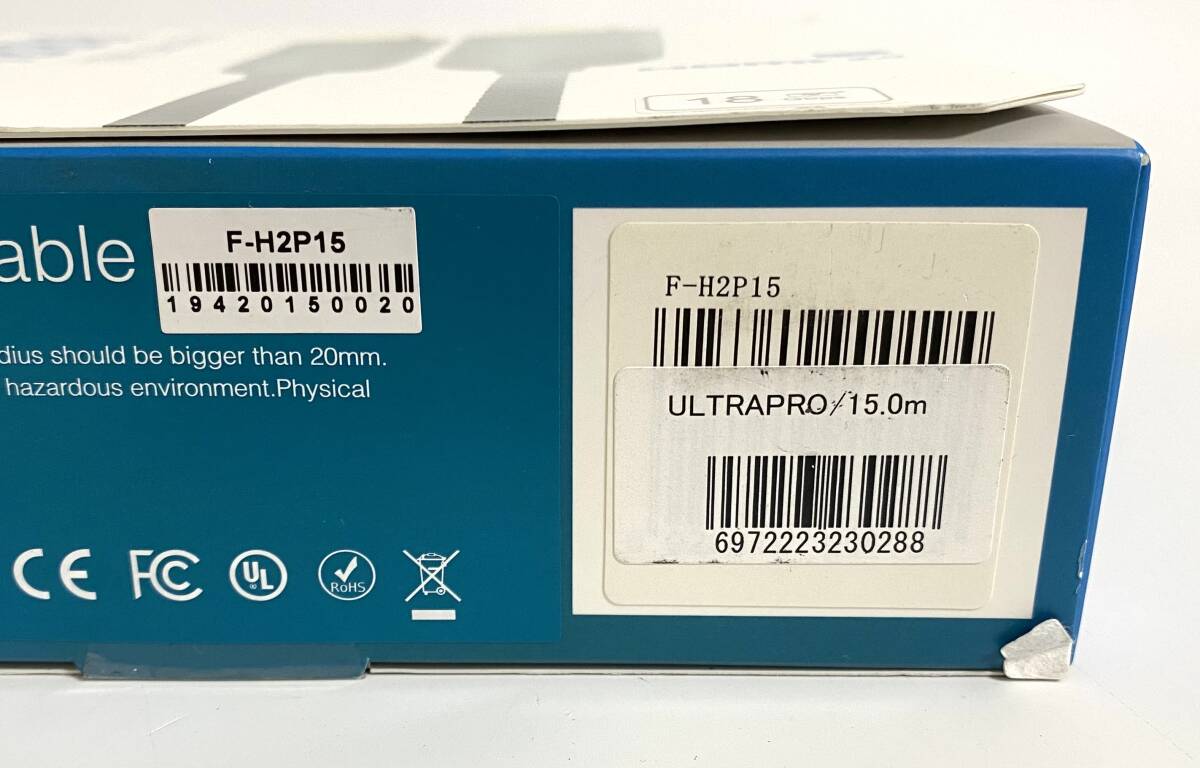 18
able
F-H2P15
19420150020
dius should be bigger than 20mm.
hazardous environment.Physical
CE FC UL RoHS
F-H2P15
ULTRAPRO/15.0m
6972223230288